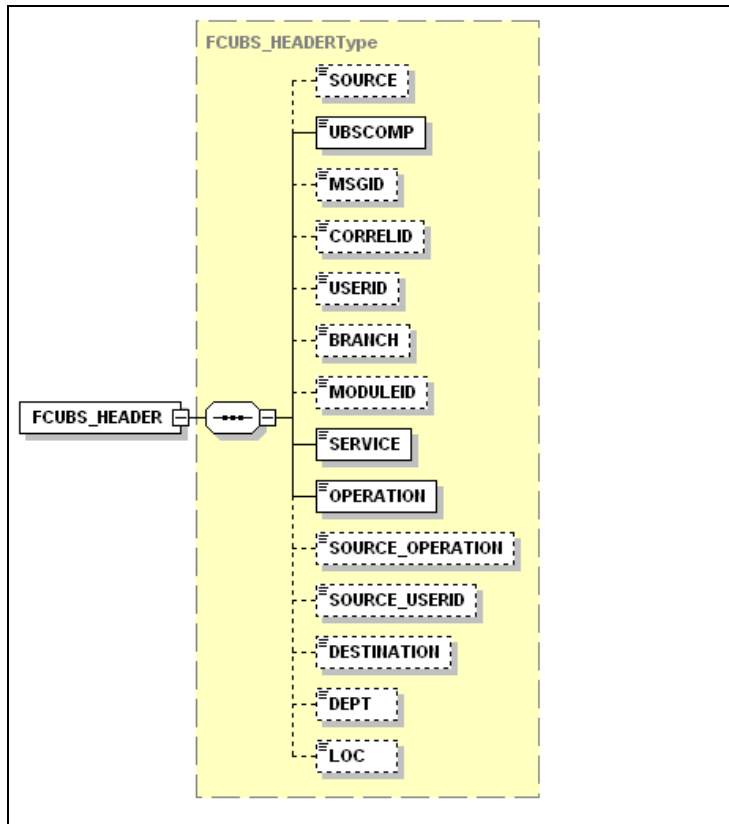 FCUBS_HEADERType
SOURCE
UBSCOMP
MSGID
CORRELID
USERID
BRANCH
MODULEID
FCUBS_HEADER
SERVICE
OPERATION
SOURCE_OPERATION
SOURCE_USERID
DESTINATION
DEPT
LOC